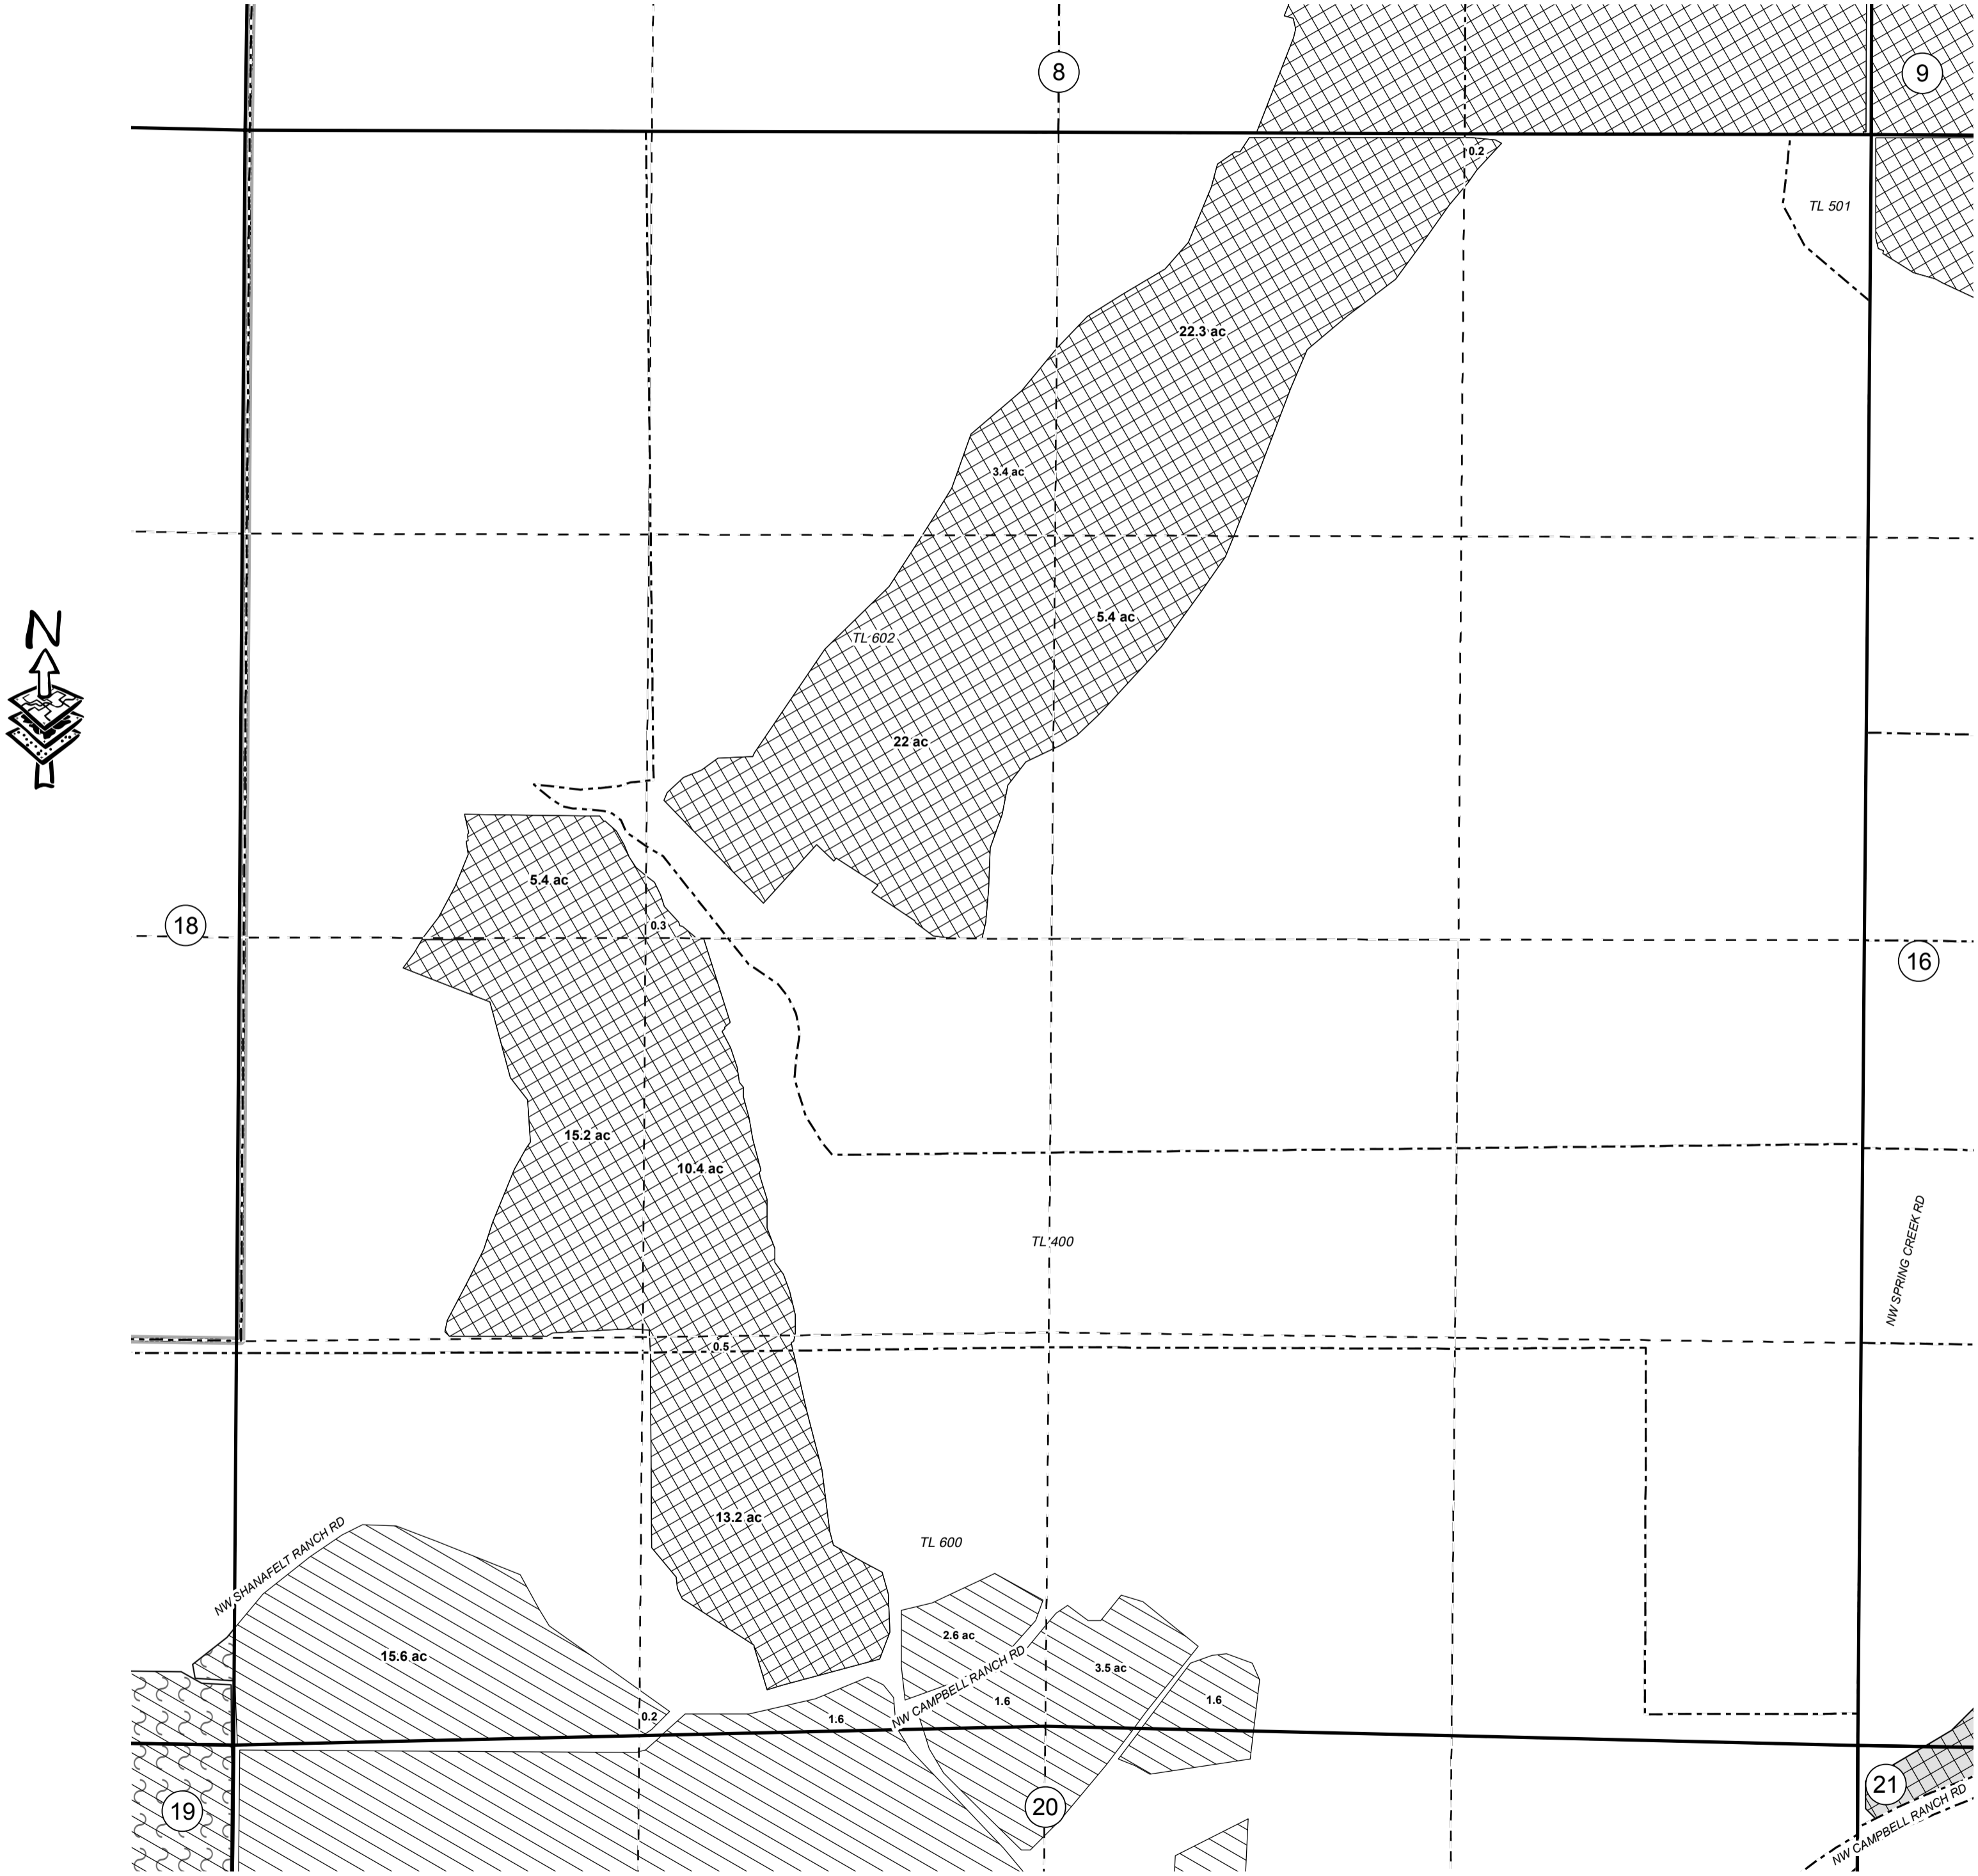 8
9
0.2
TL 501
22.3 ac
3.4 ac
N
5.4 ac
TL 602
22 ac
5.4 ac
18
0.3
16
15.2 ac
10.4 ac
TL 400
NW SPRING CREEK RD
0.5
13.2 ac
TL 600
NW SHANAFELT RANCH RD
2.6 ac
15.6 ac
3.5 ac
NW CAMPBELL RANCH RD
1.6
1.6
0.2
1.6
21
19
20
NW CAMPBELL RANCH RD